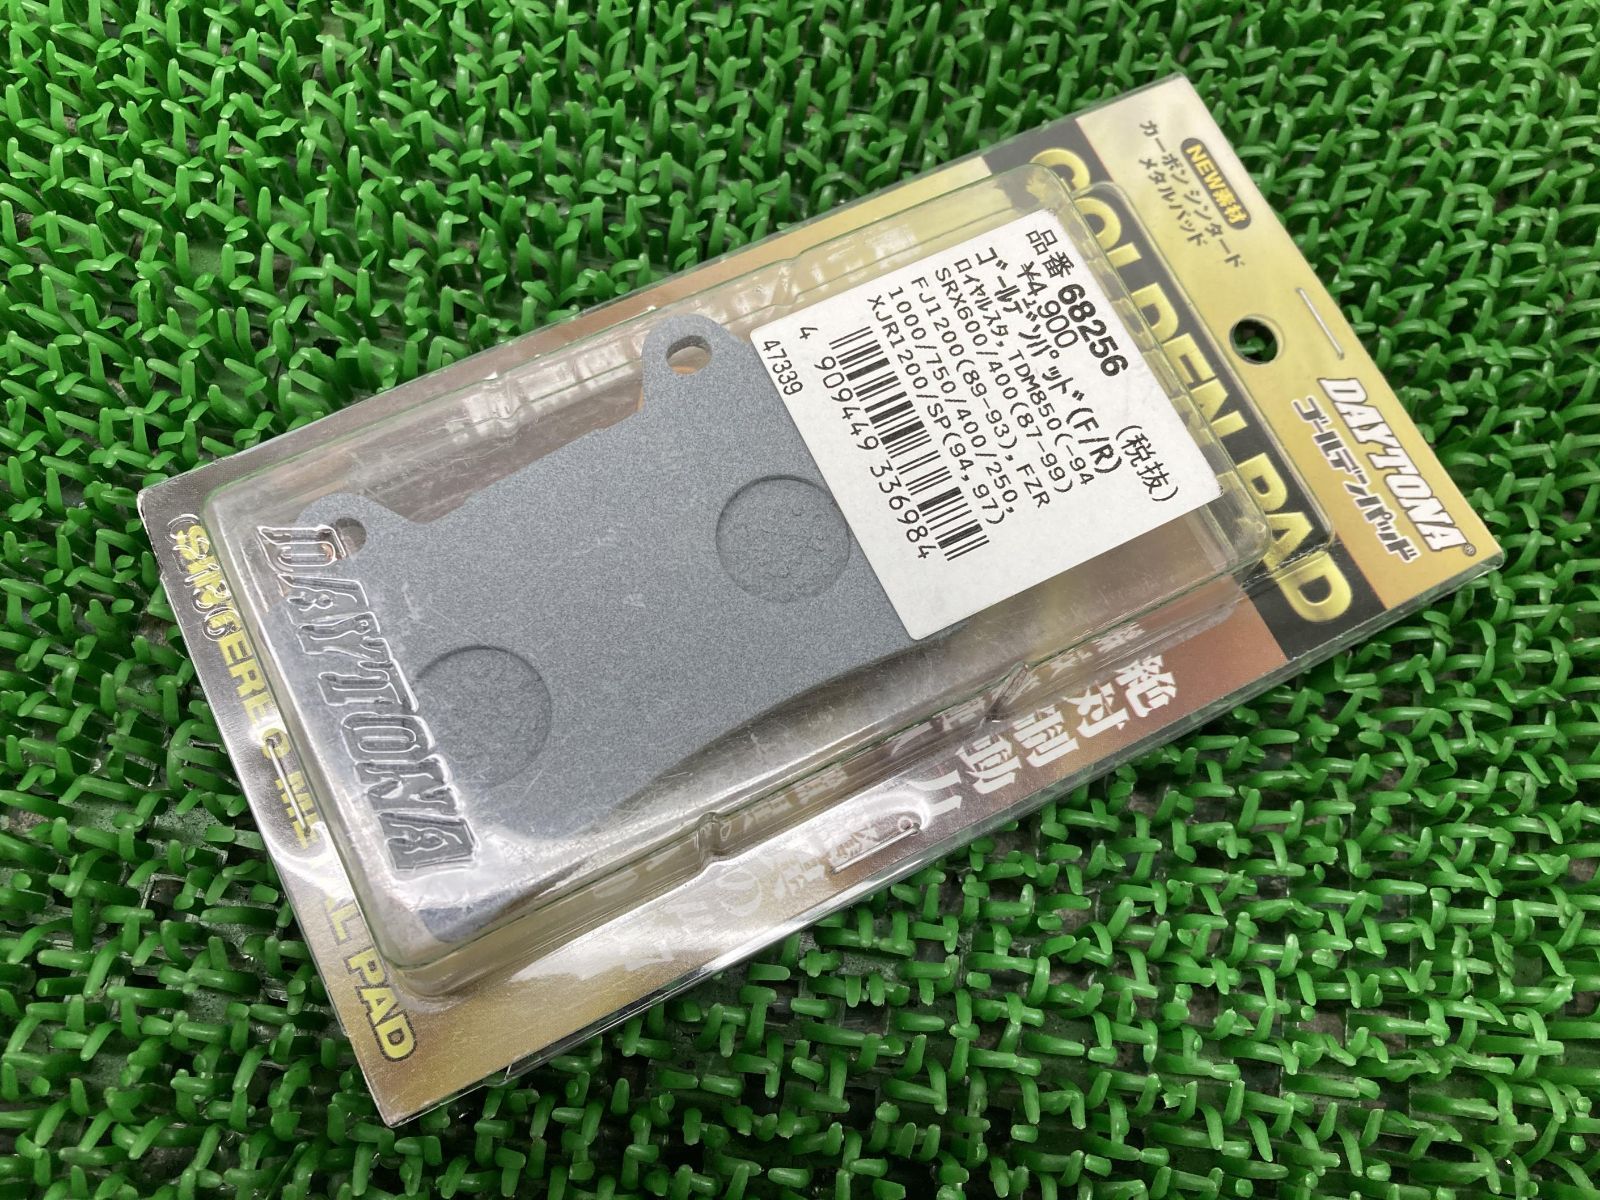 NEW素材
カーボン シンタード
メタルパッド
DAYTONA®
ゴールデンパッド
GOLDEN PAD
品番 68256
¥4,900 (税抜)
ゴールデンパッド(F/R)
ロイヤルスタ, TDM850(-94
SRX600/400(87-99)
FJ1200(89-93), FZR
1000/750/400/250,
XJR1200/SP(94,97)
4 909449 336984
47339
絶対制動力。
DAYTONA
SINTERED METAL PAD